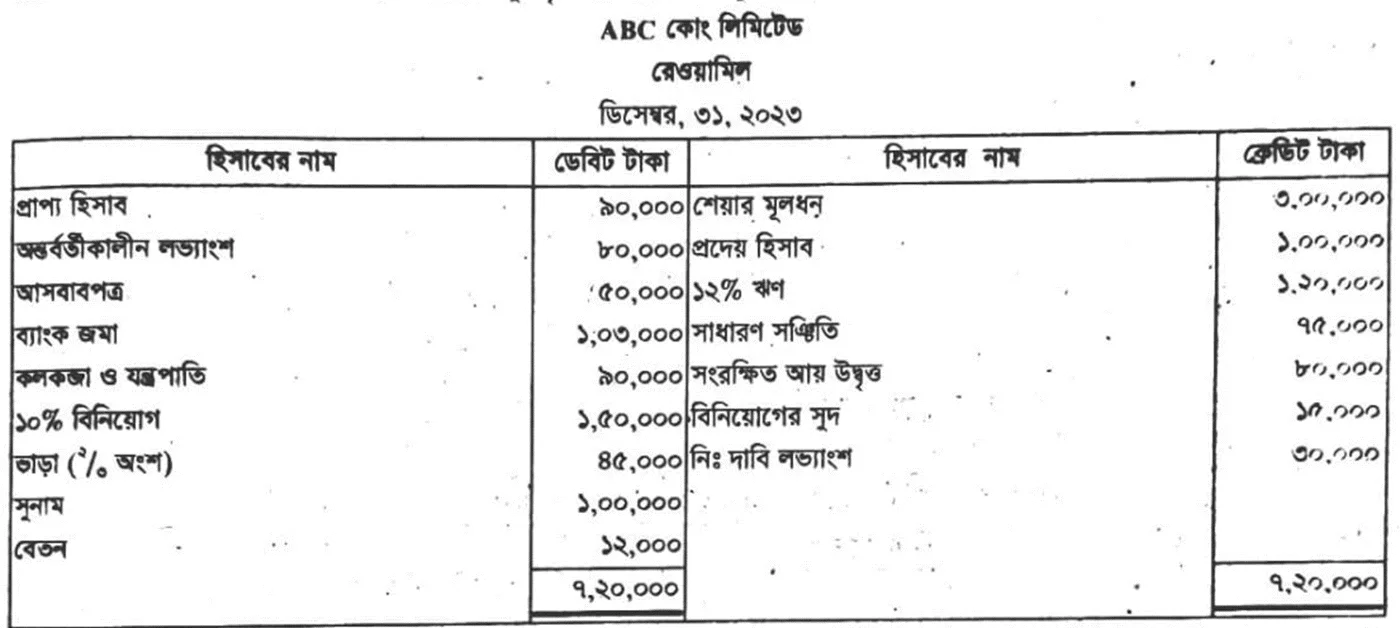 ABC কোং লিমিটেড
রেওয়ামিল
ডিসেম্বর, ৩১, ২০২৩
হিসাবের নাম ডেবিট টাকা হিসাবের নাম ক্রেডিট টাকা
প্রাপ্য হিসাব ৯০,০০০ শেয়ার মূলধন ৩,০০,০০০
অন্তর্বর্তীকালীন লভ্যাংশ ৮০,০০০ প্রদেয় হিসাব ১,০০,০০০
আসবাবপত্র ৫০,০০০ ১২% ঋণ ১,২০,০০০
ব্যাংক জমা ১,০৩,০০০ সাধারণ সঞ্চিতি ৭৫,০০০
কলকব্জা ও যন্ত্রপাতি ৯০,০০০ সংরক্ষিত আয় উদ্বৃত্ত ৮০,০০০
১০% বিনিয়োগ ১,৫০,০০০ বিনিয়োগের সুদ ১৫,০০০
ভাড়া (২/৩ অংশ) ৪৫,০০০ নিঃ দাবি লভ্যাংশ ৩০,০০০
সুনাম ১,০০,০০০
বেতন ১২,০০০
৭,২০,০০০ ৭,২০,০০০